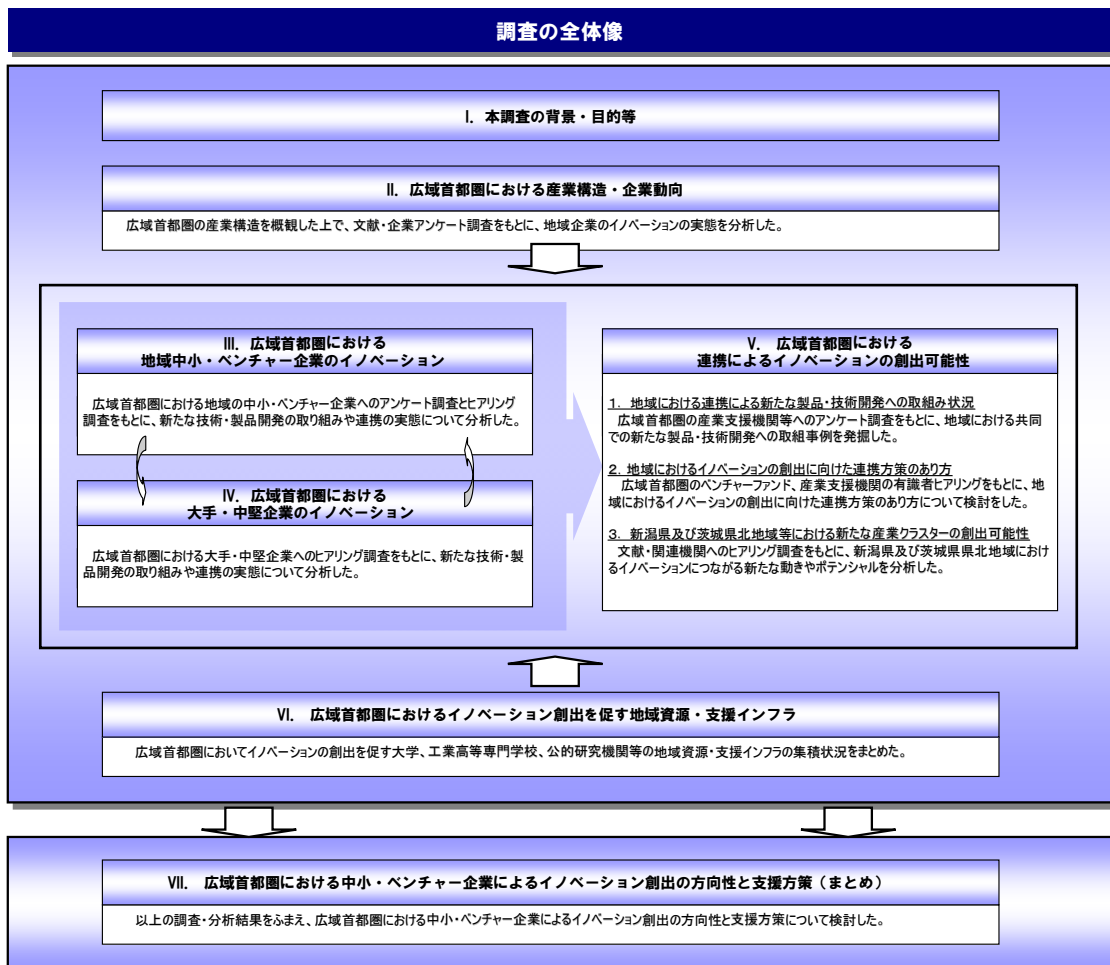 調査の全体像
I. 本調査の背景・目的等
II. 広域首都圏における産業構造・企業動向
広域首都圏の産業構造を概観した上で、文献・企業アンケート調査をもとに、地域企業のイノベーションの実態を分析した。
III. 広域首都圏における
地域中小・ベンチャー企業のイノベーション
広域首都圏における地域の中小・ベンチャー企業へのアンケート調査とヒアリング
調査をもとに、新たな技術・製品開発の取り組みや連携の実態について分析した。
IV. 広域首都圏における
大手・中堅企業のイノベーション
広域首都圏における大手・中堅企業へのヒアリング調査をもとに、新たな技術・製
品開発の取り組みや連携の実態について分析した。
V. 広域首都圏における
連携によるイノベーションの創出可能性
1. 地域における連携による新たな製品・技術開発への取組み状況
広域首都圏の産業支援機関等へのアンケート調査をもとに、地域における共同
での新たな製品・技術開発への取組事例を発掘した。
2. 地域におけるイノベーションの創出に向けた連携方策のあり方
広域首都圏のベンチャーファンド、産業支援機関の有識者ヒアリングをもとに、地
域におけるイノベーションの創出に向けた連携方策のあり方について検討をした。
3. 新潟県及び茨城県北地域等における新たな産業クラスターの創出可能性
文献・関連機関へのヒアリング調査をもとに、新潟県及び茨城県県北地域におけ
るイノベーションにつながる新たな動きやポテンシャルを分析した。
VI. 広域首都圏におけるイノベーション創出を促す地域資源・支援インフラ
広域首都圏においてイノベーションの創出を促す大学、工業高等専門学校、公的研究機関等の地域資源・支援インフラの集積状況をまとめた。
VII. 広域首都圏における中小・ベンチャー企業によるイノベーション創出の方向性と支援方策（まとめ）
以上の調査・分析結果をふまえ、広域首都圏における中小・ベンチャー企業によるイノベーション創出の方向性と支援方策について検討した。